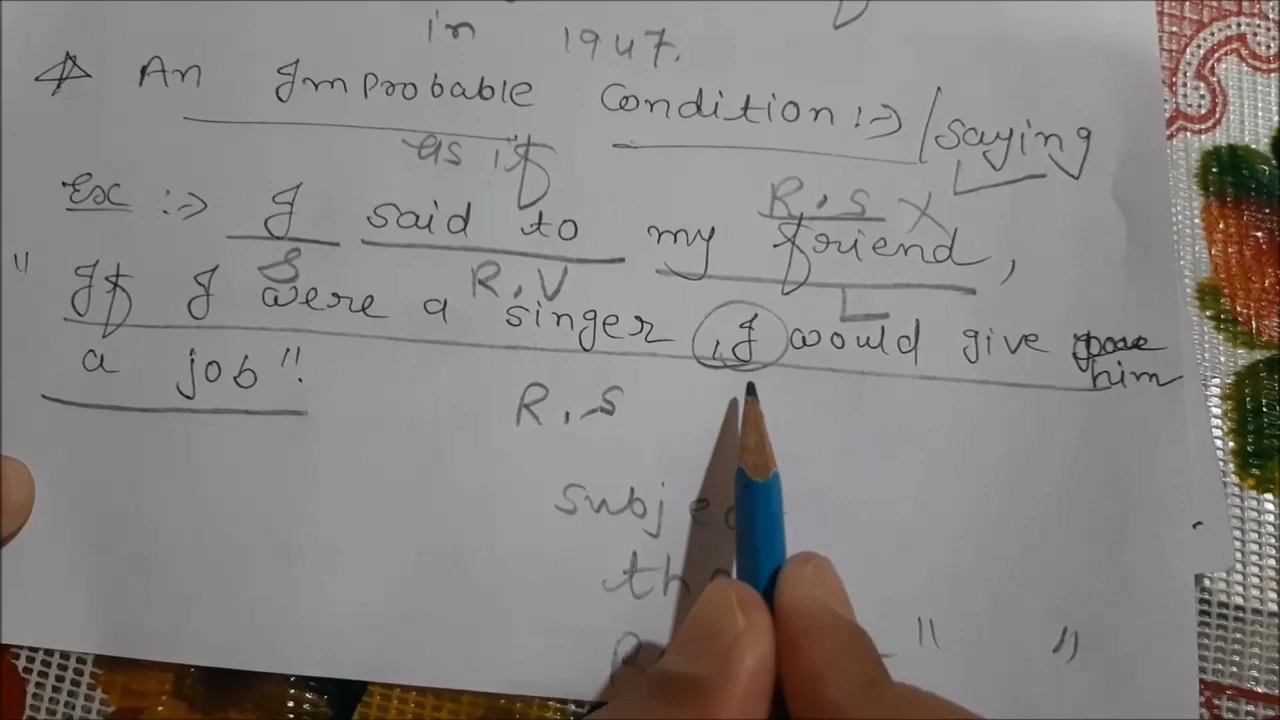 in 1947.
An Improbable Condition :-> / saying
as if
Ex :-> I said to my friend,
R.S X
S R.V
"If I were a singer, I would give him
a job".
R.S
subje
th
" "